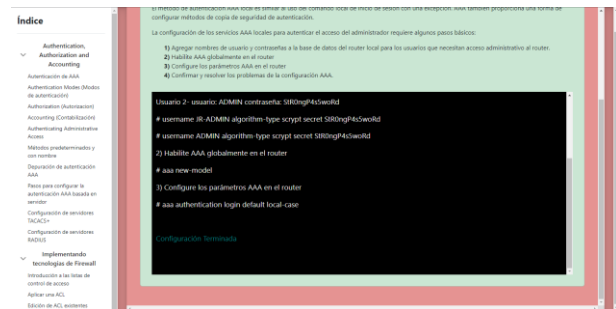 Índice
Authentication,
Authorization and
Accounting
Autenticación de AAA
Authentication Modes (Modos
de autenticación)
Authorization (Autorizacion)
Accounting (Contabilización)
Authenticating Administrative
Access
Métodos predeterminados y
con nombre
Depuración de autenticación
AAA
Pasos para configurar la
autenticación AAA basada en
servidor
Configuración de servidores
TACACS+
Configuración de servidores
RADIUS
Implementando
tecnologías de Firewall
Introducción a las listas de
control de acceso
Aplicar una ACL
Edición de ACL existentes
El método de autenticación AAA local es similar al uso del comando local de inicio de sesión con una excepción. AAA también proporciona una forma de
configurar métodos de copia de seguridad de autenticación.
La configuración de los servicios AAA locales para autenticar el acceso del administrador requiere algunos pasos básicos:
1) Agregar nombres de usuario y contraseñas a la base de datos del router local para los usuarios que necesitan acceso administrativo al router.
2) Habilite AAA globalmente en el router
3) Configure los parámetros AAA en el router
4) Confirmar y resolver los problemas de la configuración AAA.
Usuario 2- usuario: ADMIN contraseña: StR0ngP4s5woRd
# username JR-ADMIN algorithm-type scrypt secret StR0ngP4s5woRd
# username ADMIN algorithm-type scrypt secret StR0ngP4s5woRd
2) Habilite AAA globalmente en el router
# aaa new-model
3) Configure los parámetros AAA en el router
# aaa authentication login default local-case
Configuración Terminada